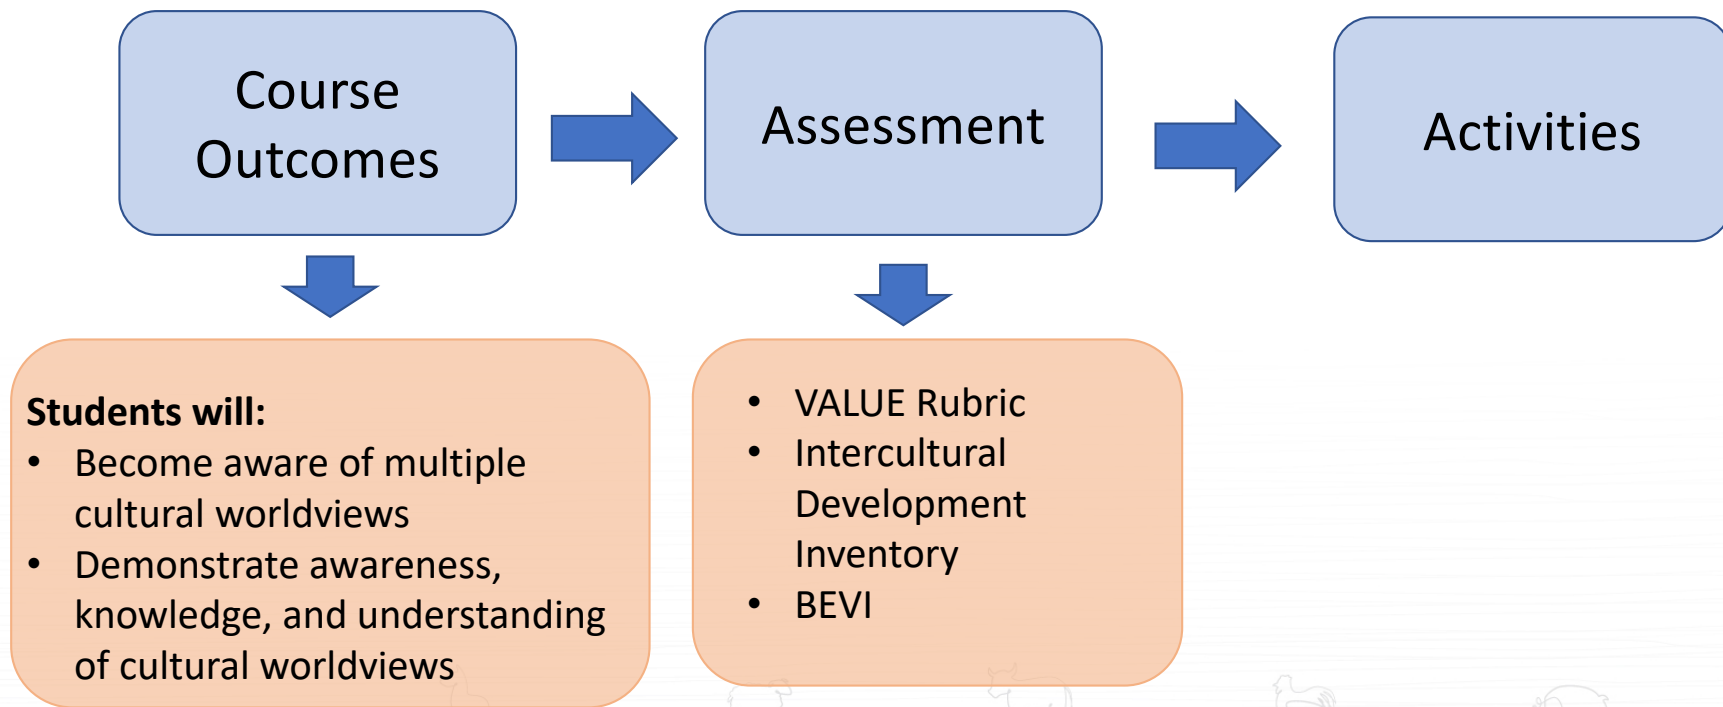 Course
Outcomes
Assessment
Activities
Students will:
• Become aware of multiple
cultural worldviews
• Demonstrate awareness,
knowledge, and understanding
of cultural worldviews
• VALUE Rubric
• Intercultural
Development
Inventory
• BEVI